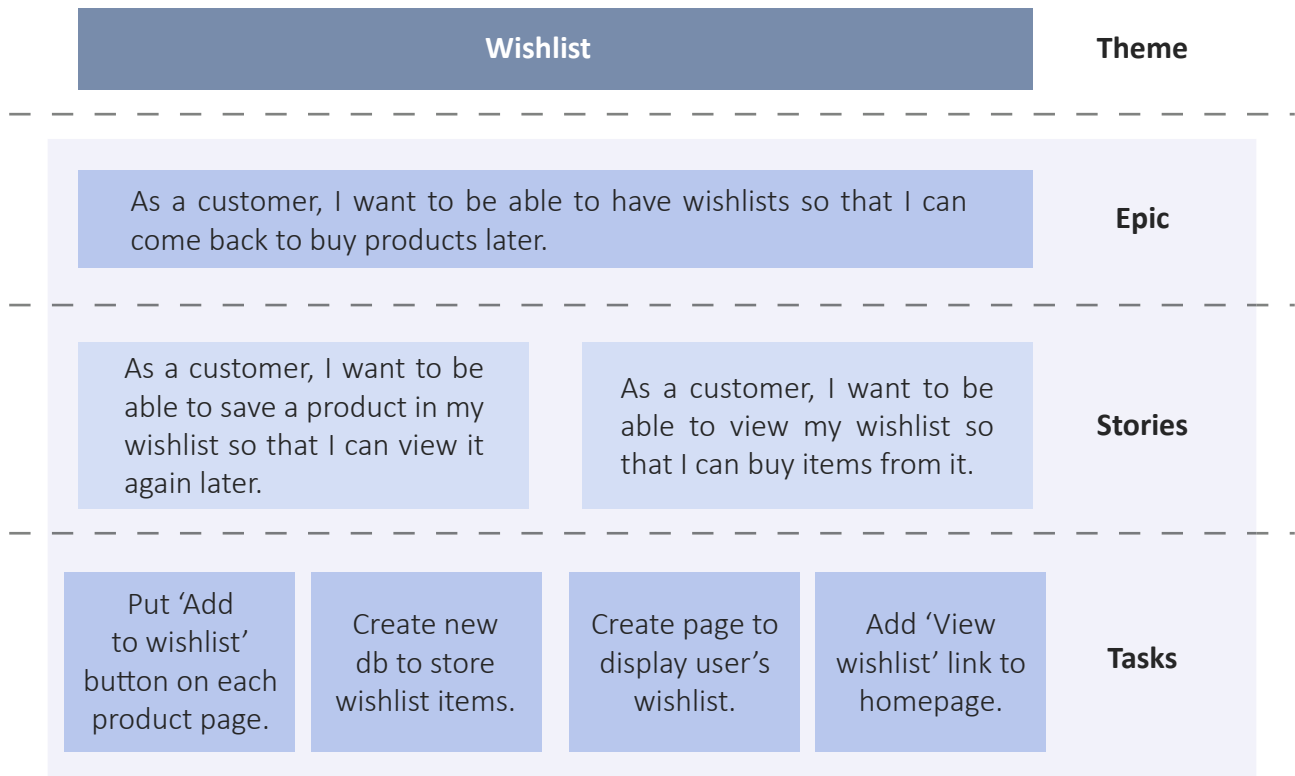 Wishlist
Theme
As a customer, I want to be able to have wishlists so that I can
come back to buy products later.
Epic
As a customer, I want to be
able to save a product in my
wishlist so that I can view it
again later.
As a customer, I want to be
able to view my wishlist so
that I can buy items from it.
Stories
Put ‘Add
to wishlist’
button on each
product page.
Create new
db to store
wishlist items.
Create page to
display user’s
wishlist.
Add ‘View
wishlist’ link to
homepage.
Tasks